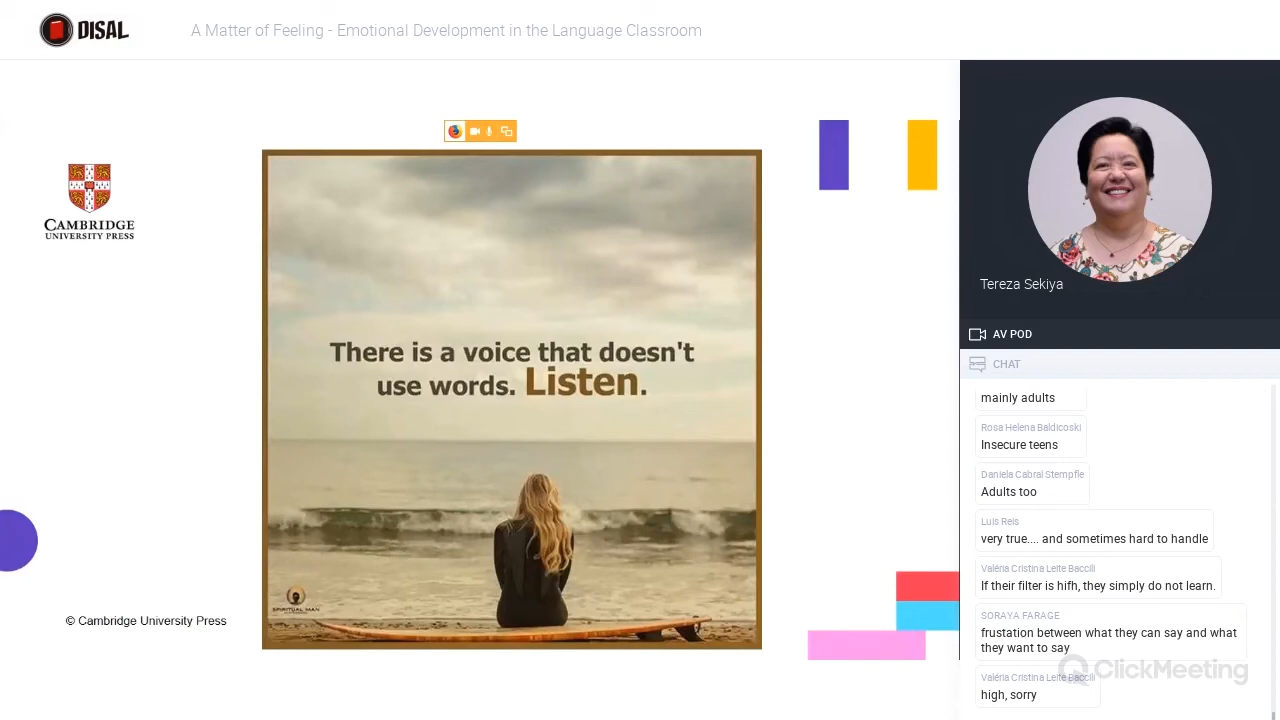 DISAL
A Matter of Feeling - Emotional Development in the Language Classroom
CAMBRIDGE
UNIVERSITY PRESS
There is a voice that doesn't
use words. Listen.
SPIRITUAL MAN
© Cambridge University Press
Tereza Sekiya
AV POD
CHAT
mainly adults
Rosa Helena Baldicoski
Insecure teens
Daniela Cabral Stempfle
Adults too
Luis Reis
very true.... and sometimes hard to handle
Valéria Cristina Leite Baccili
If their filter is hifh, they simply do not learn.
SORAYA FARAGE
frustation between what they can say and what
they want to say
ClickMeeting
Valéria Cristina Leite Baccili
high, sorry